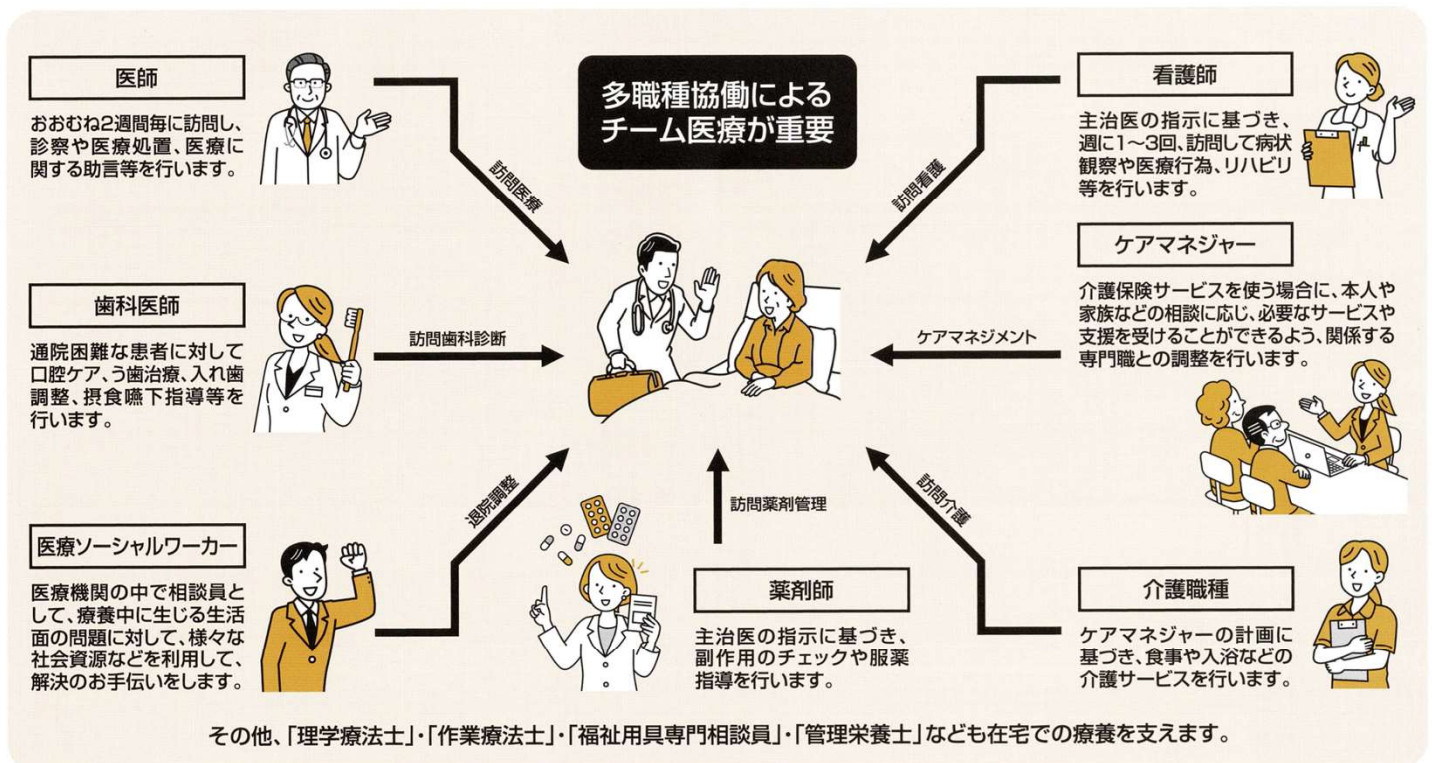 多職種協働による
チーム医療が重要
医師
おおむね2週間毎に訪問し、
診察や医療処置、医療に
関する助言等を行います。
訪問医療
歯科医師
通院困難な患者に対して
口腔ケア、う歯治療、入れ歯
調整、摂食嚥下指導等を
行います。
訪問歯科診断
医療ソーシャルワーカー
医療機関の中で相談員と
して、療養中に生じる生活
面の問題に対して、様々な
社会資源などを利用して、
解決のお手伝いをします。
退院調整
訪問薬剤管理
薬剤師
主治医の指示に基づき、
副作用のチェックや服薬
指導を行います。
看護師
主治医の指示に基づき、
週に1〜3回、訪問して病状
観察や医療行為、リハビリ
等を行います。
訪問看護
ケアマネジャー
介護保険サービスを使う場合に、本人や
家族などの相談に応じ、必要なサービスや
支援を受けることができるよう、関係する
専門職との調整を行います。
ケアマネジメント
訪問介護
介護職種
ケアマネジャーの計画に
基づき、食事や入浴などの
介護サービスを行います。
その他、「理学療法士」・「作業療法士」・「福祉用具専門相談員」・「管理栄養士」なども在宅での療養を支えます。